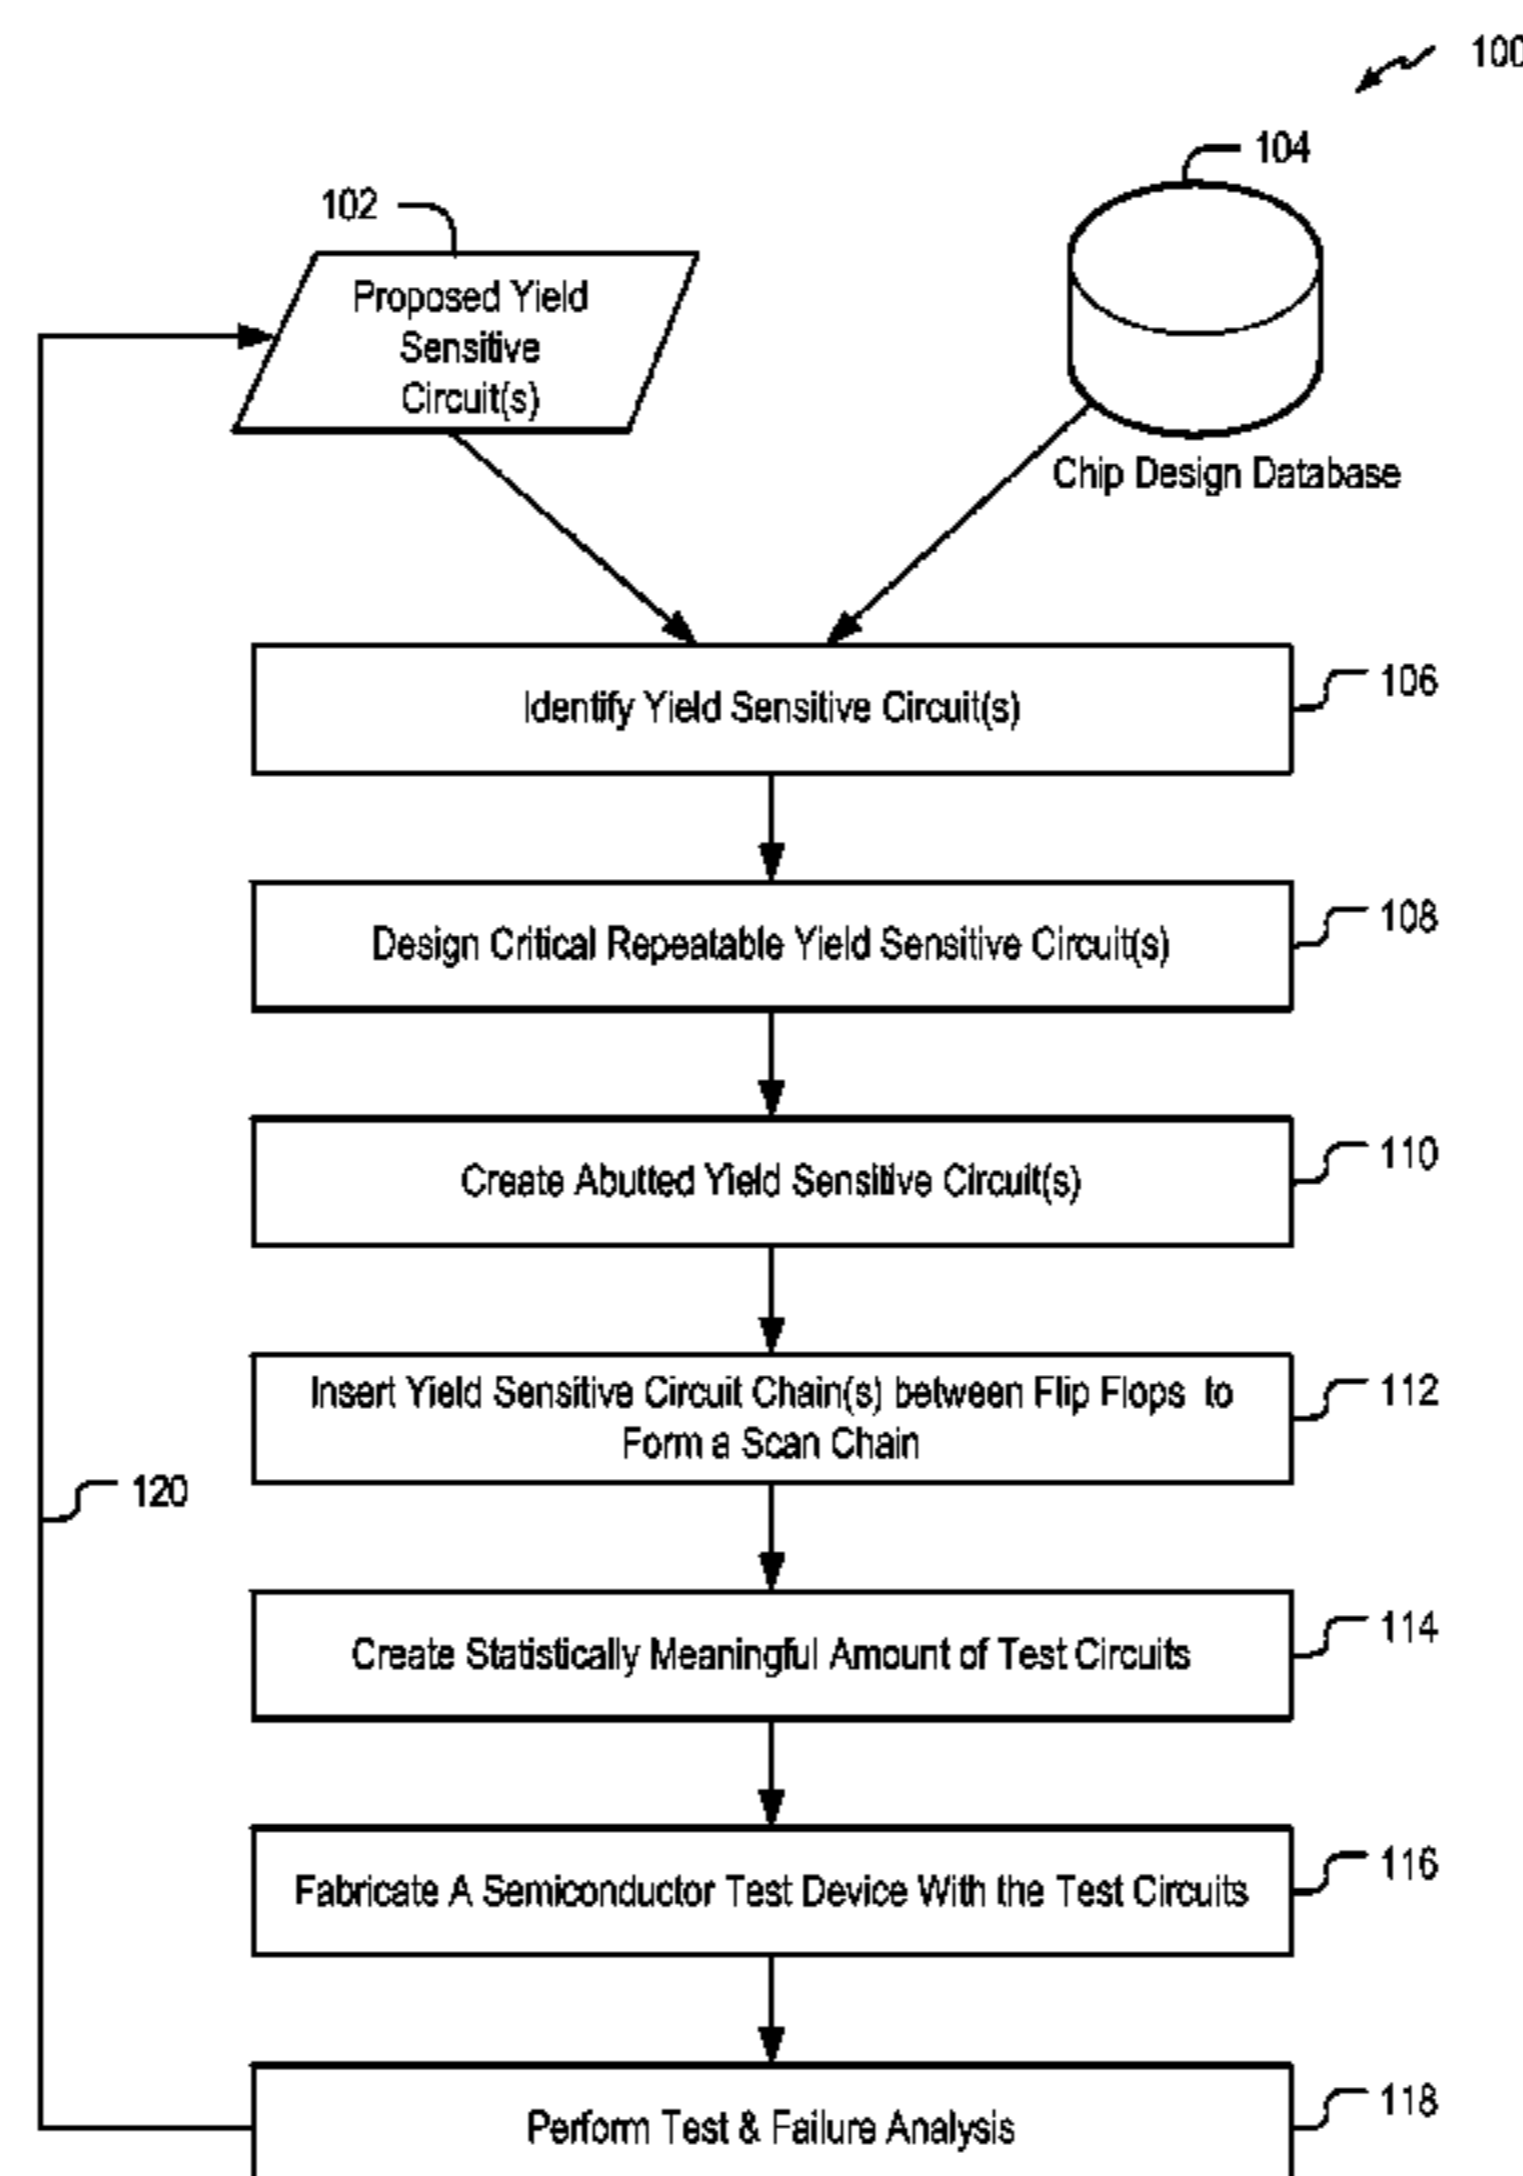 100
104
102
Proposed Yield
Sensitive
Circuit(s)
Chip Design Database
Identify Yield Sensitive Circuit(s)
106
Design Critical Repeatable Yield Sensitive Circuit(s)
108
Create Abutted Yield Sensitive Circuit(s)
110
Insert Yield Sensitive Circuit Chain(s) between Flip Flops to
Form a Scan Chain
112
120
Create Statistically Meaningful Amount of Test Circuits
114
Fabricate A Semiconductor Test Device With the Test Circuits
116
Perform Test & Failure Analysis
118